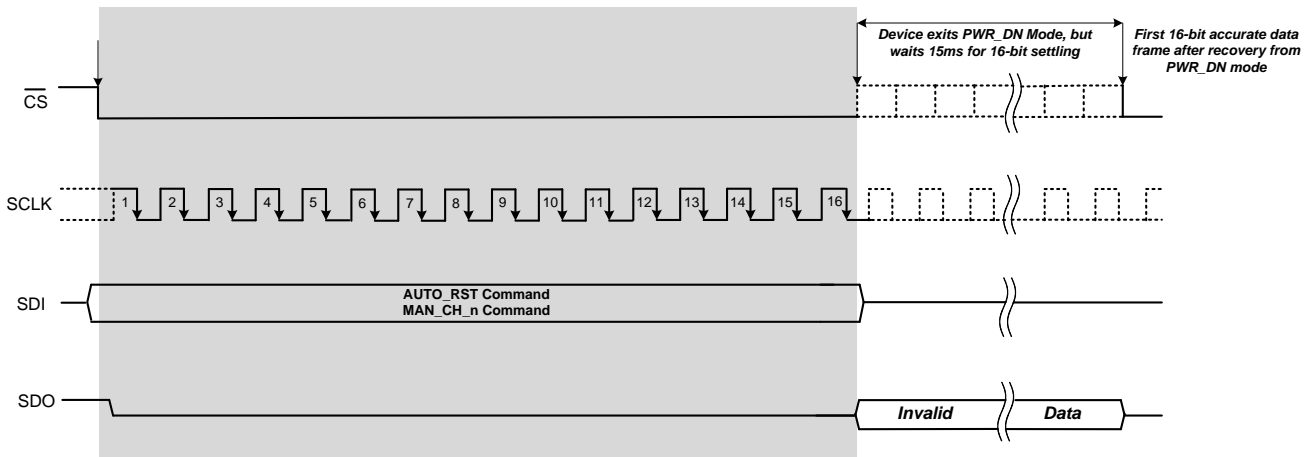 Device exits PWR_DN Mode, but
waits 15ms for 16-bit settling
First 16-bit accurate data
frame after recovery from
PWR_DN mode
CS
SCLK
1 2 3 4 5 6 7 8 9 10 11 12 13 14 15 16
SDI
AUTO_RST Command
MAN_CH_n Command
SDO
Invalid Data